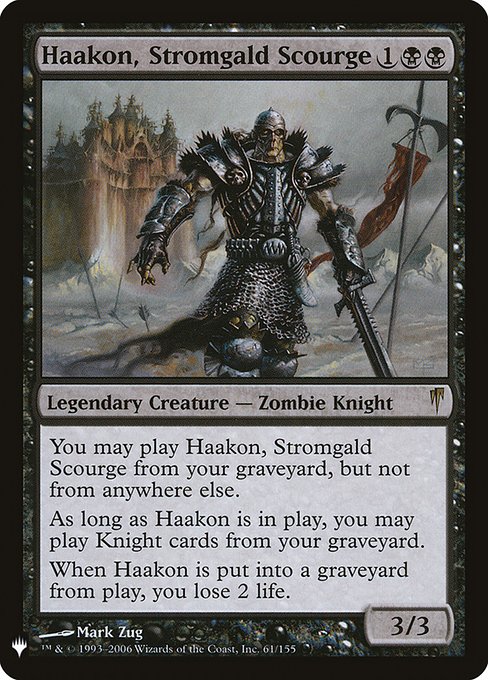 Haakon, Stromgald Scourge 1
Legendary Creature — Zombie Knight
You may play Haakon, Stromgald
Scourge from your graveyard, but not
from anywhere else.
As long as Haakon is in play, you may
play Knight cards from your graveyard.
When Haakon is put into a graveyard
from play, you lose 2 life.
Mark Zug
3/3
™ & © 1993–2006 Wizards of the Coast, Inc. 61/155